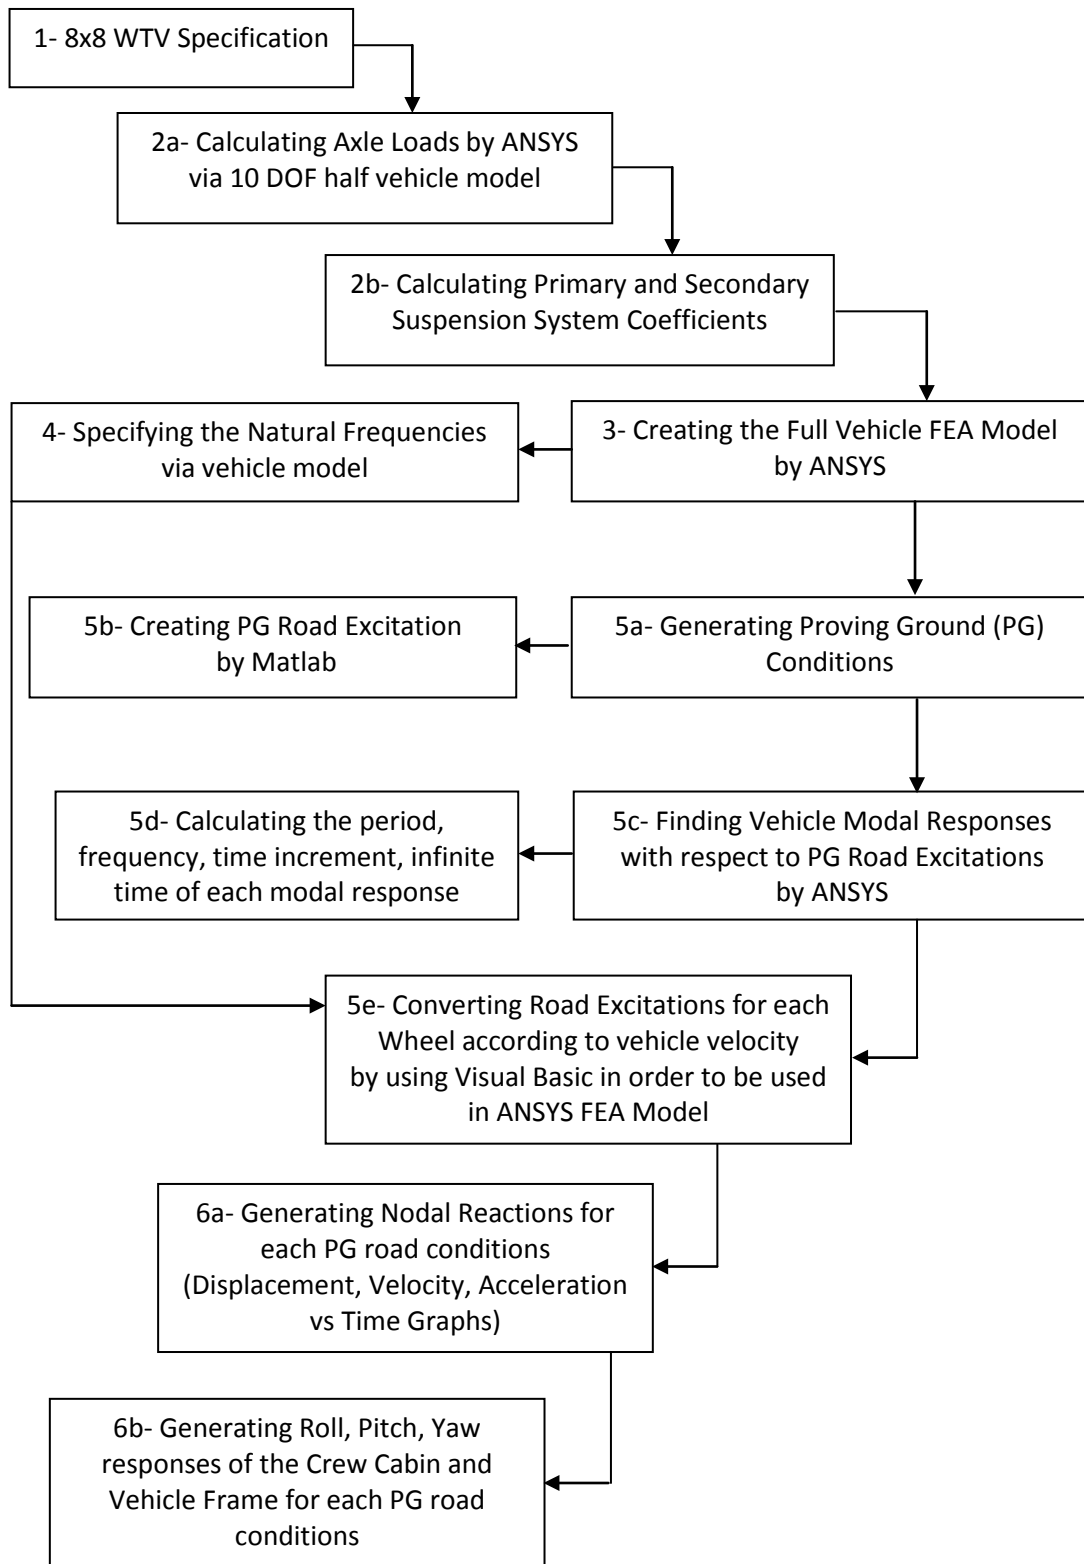 1- 8x8 WTV Specification
2a- Calculating Axle Loads by ANSYS
via 10 DOF half vehicle model
2b- Calculating Primary and Secondary
Suspension System Coefficients
4- Specifying the Natural Frequencies
via vehicle model
3- Creating the Full Vehicle FEA Model
by ANSYS
5b- Creating PG Road Excitation
by Matlab
5a- Generating Proving Ground (PG)
Conditions
5d- Calculating the period,
frequency, time increment, infinite
time of each modal response
5c- Finding Vehicle Modal Responses
with respect to PG Road Excitations
by ANSYS
5e- Converting Road Excitations for each
Wheel according to vehicle velocity
by using Visual Basic in order to be used
in ANSYS FEA Model
6a- Generating Nodal Reactions for
each PG road conditions
(Displacement, Velocity, Acceleration
vs Time Graphs)
6b- Generating Roll, Pitch, Yaw
responses of the Crew Cabin and
Vehicle Frame for each PG road
conditions